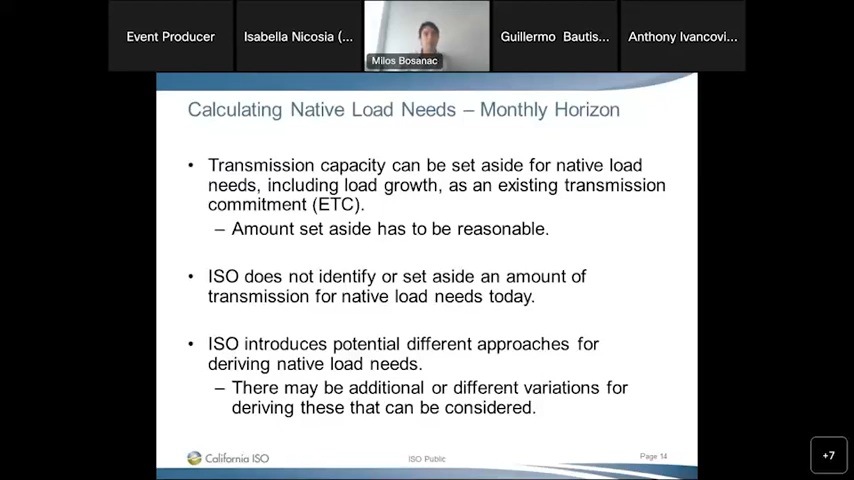 Event Producer
Isabella Nicosia (...
Milos Bosanac
Guillermo Bautis...
Anthony Ivancovi...
Calculating Native Load Needs – Monthly Horizon
• Transmission capacity can be set aside for native load
needs, including load growth, as an existing transmission
commitment (ETC).
– Amount set aside has to be reasonable.
• ISO does not identify or set aside an amount of
transmission for native load needs today.
• ISO introduces potential different approaches for
deriving native load needs.
– There may be additional or different variations for
deriving these that can be considered.
California ISO
ISO Public
Page 14
+7